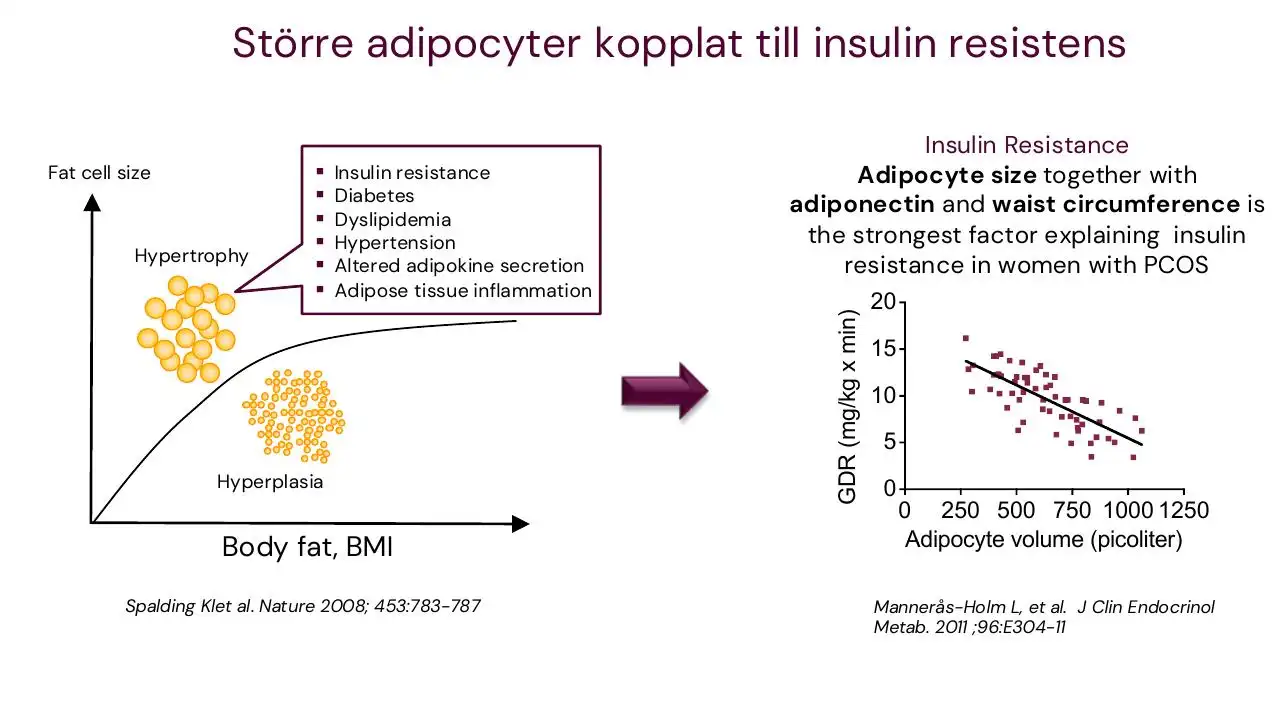 Större adipocyter kopplat till insulin resistens
Fat cell size
Hypertrophy
▪ Insulin resistance
▪ Diabetes
▪ Dyslipidemia
▪ Hypertension
▪ Altered adipokine secretion
▪ Adipose tissue inflammation
Hyperplasia
Body fat, BMI
Spalding Klet al. Nature 2008; 453:783-787
Insulin Resistance
Adipocyte size together with
adiponectin and waist circumference is
the strongest factor explaining  insulin
resistance in women with PCOS
GDR (mg/kg x min)
20
15
10
5
0
0 250 500 750 1000 1250
Adipocyte volume (picoliter)
Mannerås-Holm L, et al.  J Clin Endocrinol
Metab. 2011 ;96:E304-11